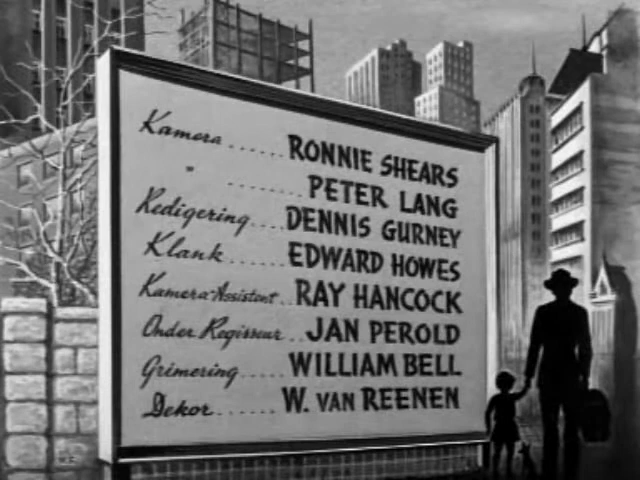 Kamera ...... RONNIE SHEARS
" ........ PETER LANG
Redigering .... DENNIS GURNEY
Klank ...... EDWARD HOWES
Kamera Assistent .. RAY HANCOCK
Onder Regisseur .. JAN PEROLD
Grimering ..... WILLIAM BELL
Dekor ....... W. VAN REENEN